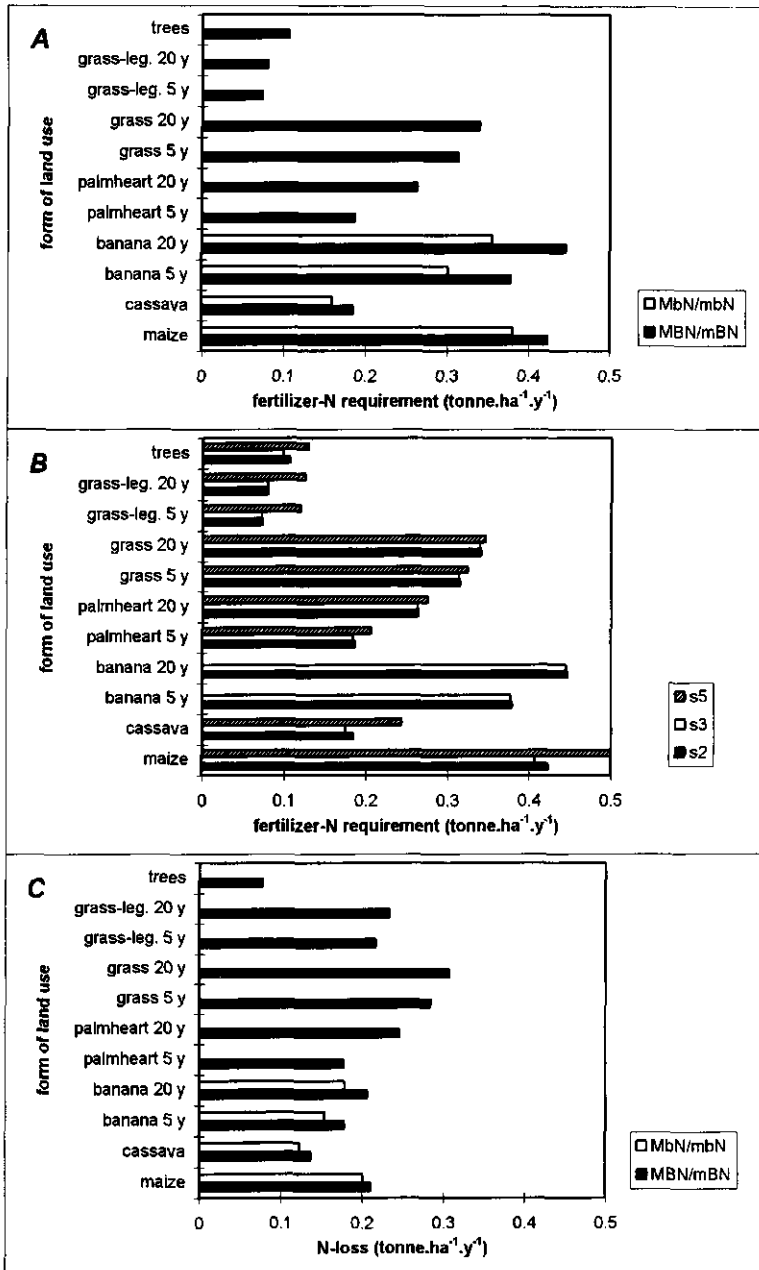 A
form of land use
trees
grass-leg. 20 y
grass-leg. 5 y
grass 20 y
grass 5 y
palmheart 20 y
palmheart 5 y
banana 20 y
banana 5 y
cassava
maize
0 0.1 0.2 0.3 0.4 0.5
fertilizer-N requirement (tonne.ha⁻¹.y⁻¹)
MbN/mbN
MBN/mBN
B
form of land use
trees
grass-leg. 20 y
grass-leg. 5 y
grass 20 y
grass 5 y
palmheart 20 y
palmheart 5 y
banana 20 y
banana 5 y
cassava
maize
0 0.1 0.2 0.3 0.4 0.5
fertilizer-N requirement (tonne.ha⁻¹.y⁻¹)
s5
s3
s2
C
form of land use
trees
grass-leg. 20 y
grass-leg. 5 y
grass 20 y
grass 5 y
palmheart 20 y
palmheart 5 y
banana 20 y
banana 5 y
cassava
maize
0 0.1 0.2 0.3 0.4 0.5
N-loss (tonne.ha⁻¹.y⁻¹)
MbN/mbN
MBN/mBN